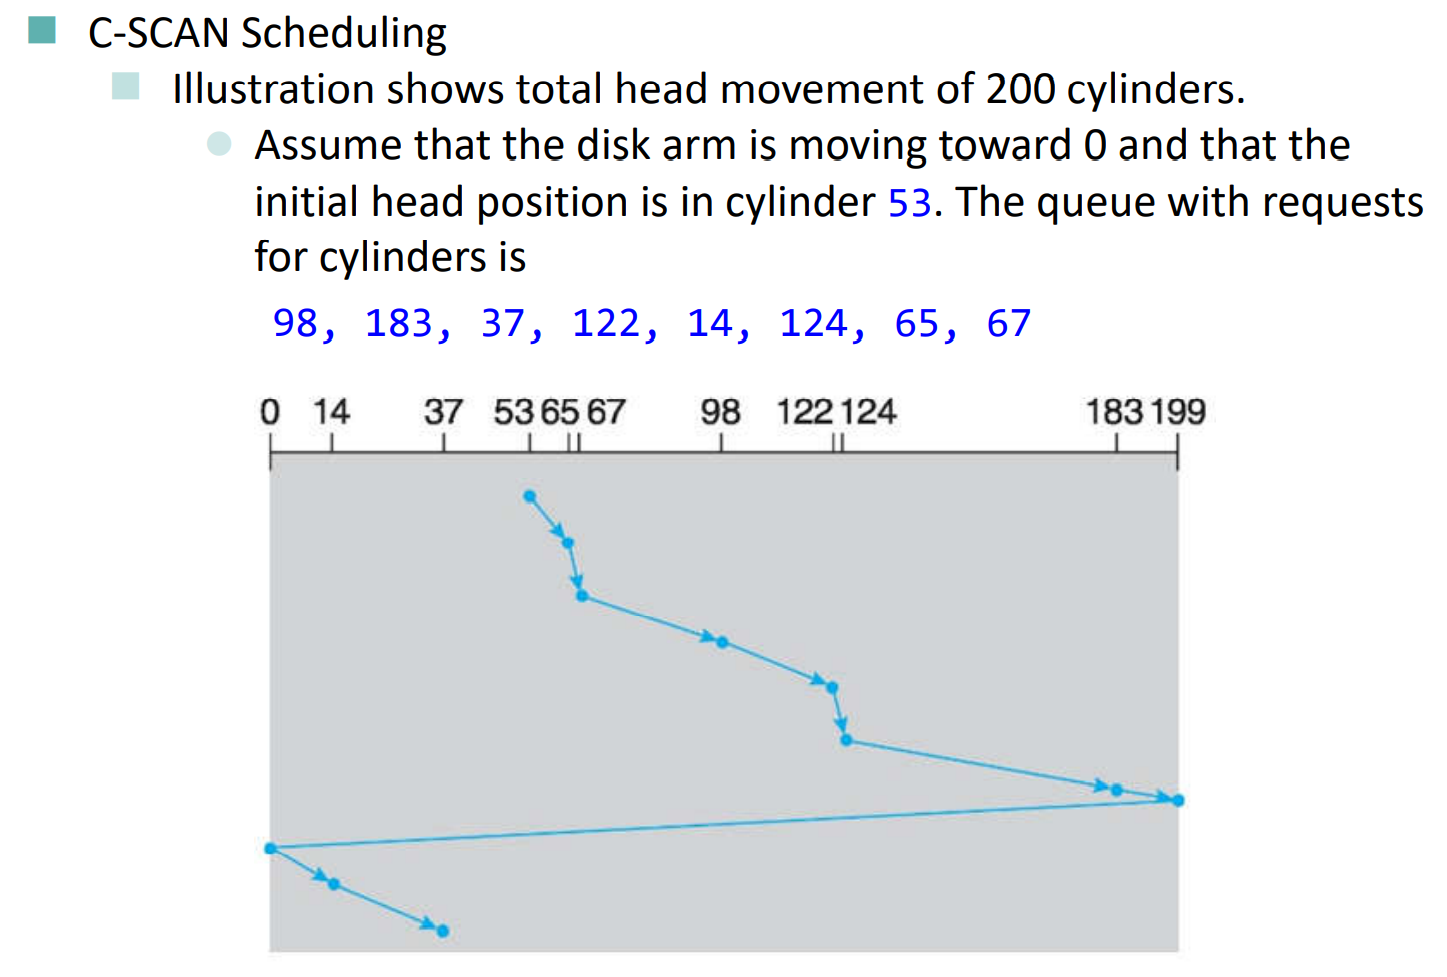 C-SCAN Scheduling
Illustration shows total head movement of 200 cylinders.
Assume that the disk arm is moving toward 0 and that the
initial head position is in cylinder 53. The queue with requests
for cylinders is
98, 183, 37, 122, 14, 124, 65, 67
0 14 37 53 65 67 98 122 124 183 199